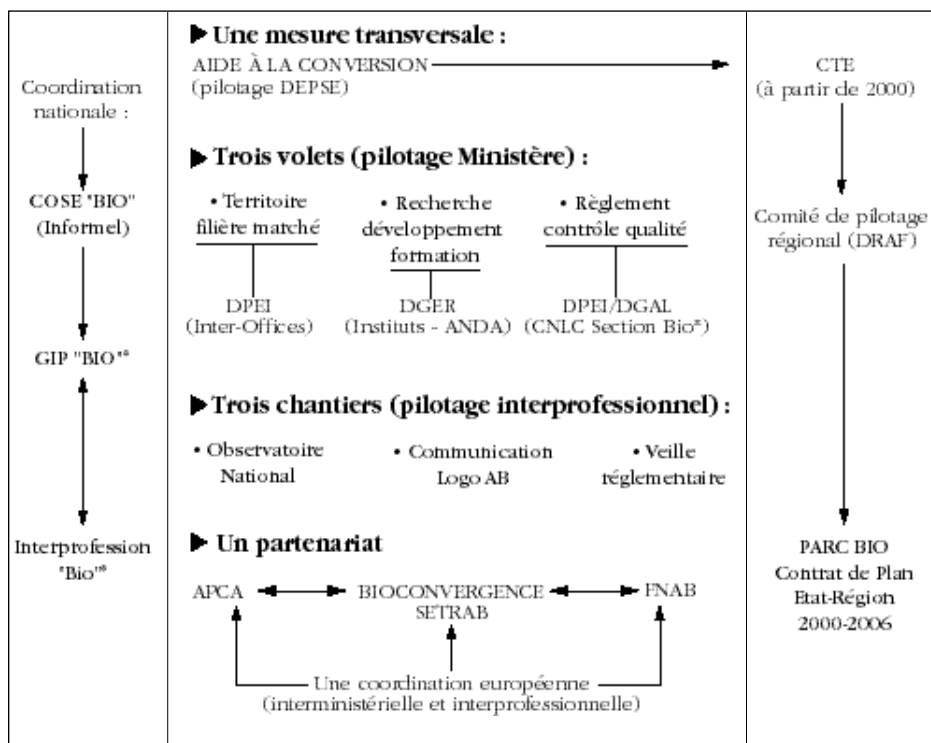 Coordination
nationale :
COSE "BIO"
(Informel)
GIP "BIO"*
Interprofession
"Bio"*
▶ Une mesure transversale :
AIDE À LA CONVERSION
(pilotage DEPSE)
▶ Trois volets (pilotage Ministère) :
• Territoire
filière marché
DPEI
(Inter-Offices)
• Recherche
développement
formation
DGER
(Instituts - ANDA)
• Règlement
contrôle qualité
DPEI/DGAL
(CNLC Section Bio*)
▶ Trois chantiers (pilotage interprofessionnel) :
• Observatoire
National
• Communication
Logo AB
• Veille
réglementaire
▶ Un partenariat
APCA
BIOCONVERGENCE
SETRAB
FNAB
Une coordination européenne
(interministérielle et interprofessionnelle)
CTE
(à partir de 2000)
Comité de pilotage
régional (DRAF)
PARC BIO
Contrat de Plan
Etat-Région
2000-2006